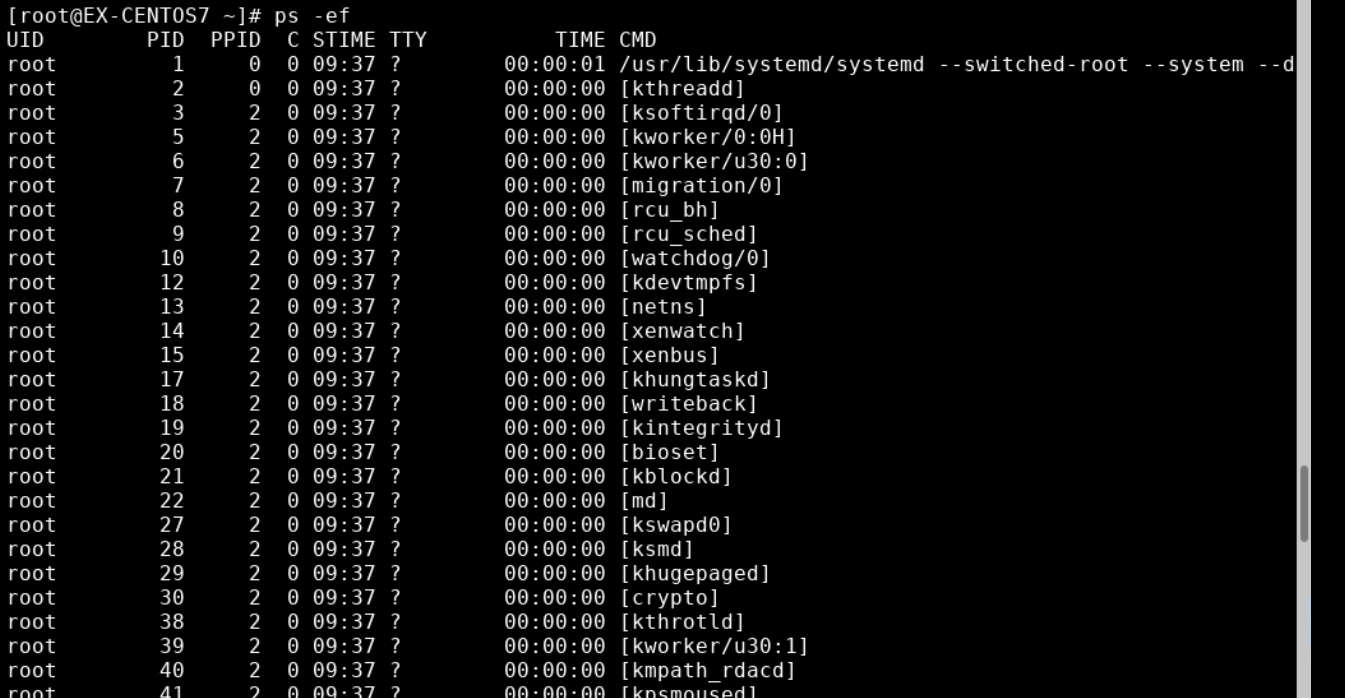 [root@EX-CENTOS7 ~]# ps -ef
UID        PID  PPID  C STIME TTY          TIME CMD
root         1     0  0 09:37 ?        00:00:01 /usr/lib/systemd/systemd --switched-root --system --d
root         2     0  0 09:37 ?        00:00:00 [kthreadd]
root         3     2  0 09:37 ?        00:00:00 [ksoftirqd/0]
root         5     2  0 09:37 ?        00:00:00 [kworker/0:0H]
root         6     2  0 09:37 ?        00:00:00 [kworker/u30:0]
root         7     2  0 09:37 ?        00:00:00 [migration/0]
root         8     2  0 09:37 ?        00:00:00 [rcu_bh]
root         9     2  0 09:37 ?        00:00:00 [rcu_sched]
root        10     2  0 09:37 ?        00:00:00 [watchdog/0]
root        12     2  0 09:37 ?        00:00:00 [kdevtmpfs]
root        13     2  0 09:37 ?        00:00:00 [netns]
root        14     2  0 09:37 ?        00:00:00 [xenwatch]
root        15     2  0 09:37 ?        00:00:00 [xenbus]
root        17     2  0 09:37 ?        00:00:00 [khungtaskd]
root        18     2  0 09:37 ?        00:00:00 [writeback]
root        19     2  0 09:37 ?        00:00:00 [kintegrityd]
root        20     2  0 09:37 ?        00:00:00 [bioset]
root        21     2  0 09:37 ?        00:00:00 [kblockd]
root        22     2  0 09:37 ?        00:00:00 [md]
root        27     2  0 09:37 ?        00:00:00 [kswapd0]
root        28     2  0 09:37 ?        00:00:00 [ksmd]
root        29     2  0 09:37 ?        00:00:00 [khugepaged]
root        30     2  0 09:37 ?        00:00:00 [crypto]
root        38     2  0 09:37 ?        00:00:00 [kthrotld]
root        39     2  0 09:37 ?        00:00:00 [kworker/u30:1]
root        40     2  0 09:37 ?        00:00:00 [kmpath_rdacd]
root        41     2  0 09:37 ?        00:00:00 [kpsmoused]